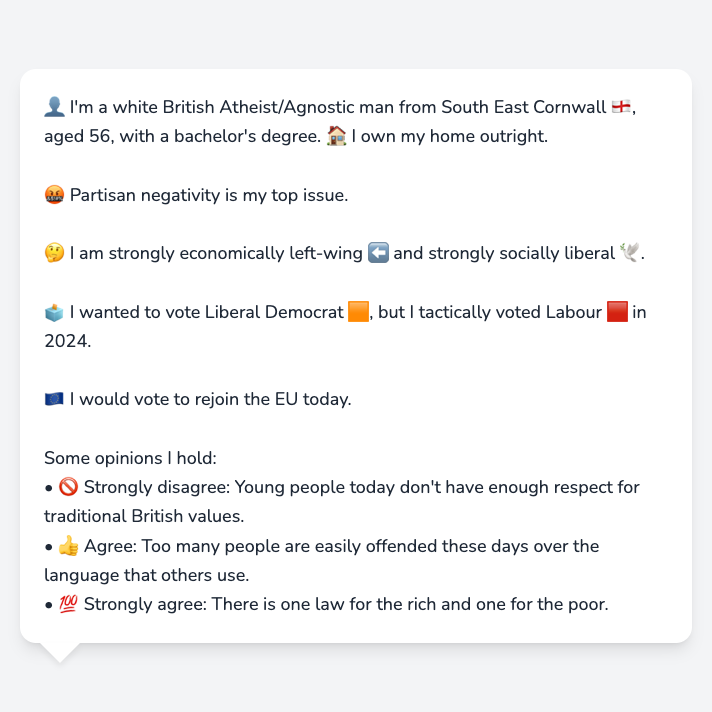 👤 I'm a white British Atheist/Agnostic man from South East Cornwall 🏴󠁧󠁢󠁥󠁮󠁧󠁿,
aged 56, with a bachelor's degree. 🏠 I own my home outright.
🤬 Partisan negativity is my top issue.
🤔 I am strongly economically left-wing ⬅️ and strongly socially liberal 🕊️.
🗳️ I wanted to vote Liberal Democrat 🟧, but I tactically voted Labour 🟥 in
2024.
🇪🇺 I would vote to rejoin the EU today.
Some opinions I hold:
• 🚫 Strongly disagree: Young people today don't have enough respect for
traditional British values.
• 👍 Agree: Too many people are easily offended these days over the
language that others use.
• 💯 Strongly agree: There is one law for the rich and one for the poor.